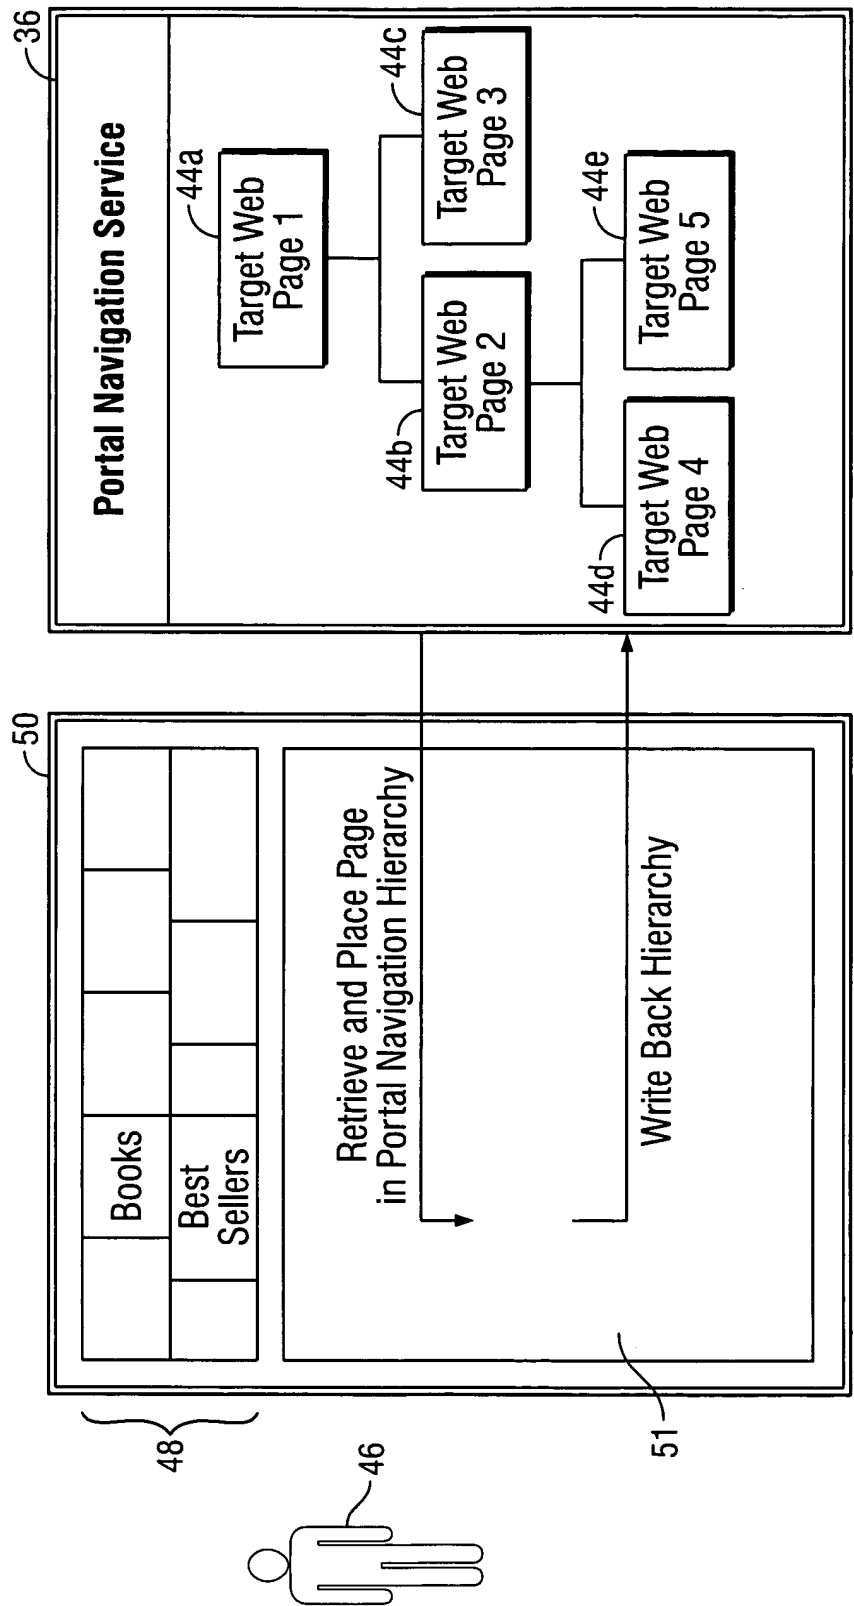 46
48
50
Books
Best
Sellers
Retrieve and Place Page
in Portal Navigation Hierarchy
Write Back Hierarchy
51
36
Portal Navigation Service
44a
Target Web
Page 1
44b
Target Web
Page 2
44c
Target Web
Page 3
44d
Target Web
Page 4
44e
Target Web
Page 5